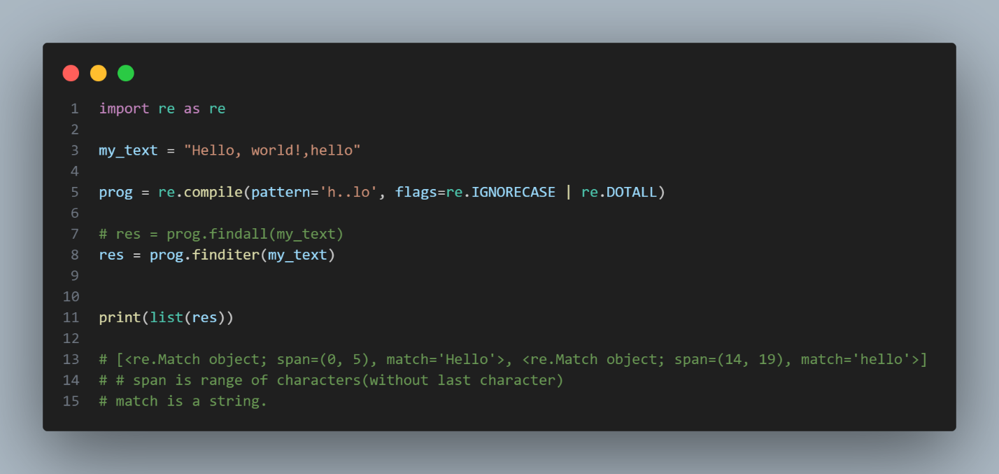 1 import re as re
2
3 my_text = "Hello, world!,hello"
4
5 prog = re.compile(pattern='h..lo', flags=re.IGNORECASE | re.DOTALL)
6
7 # res = prog.findall(my_text)
8 res = prog.finditer(my_text)
9
10
11 print(list(res))
12
13 # [<re.Match object; span=(0, 5), match='Hello'>, <re.Match object; span=(14, 19), match='hello'>]
14 # # span is range of characters(without last character)
15 # match is a string.